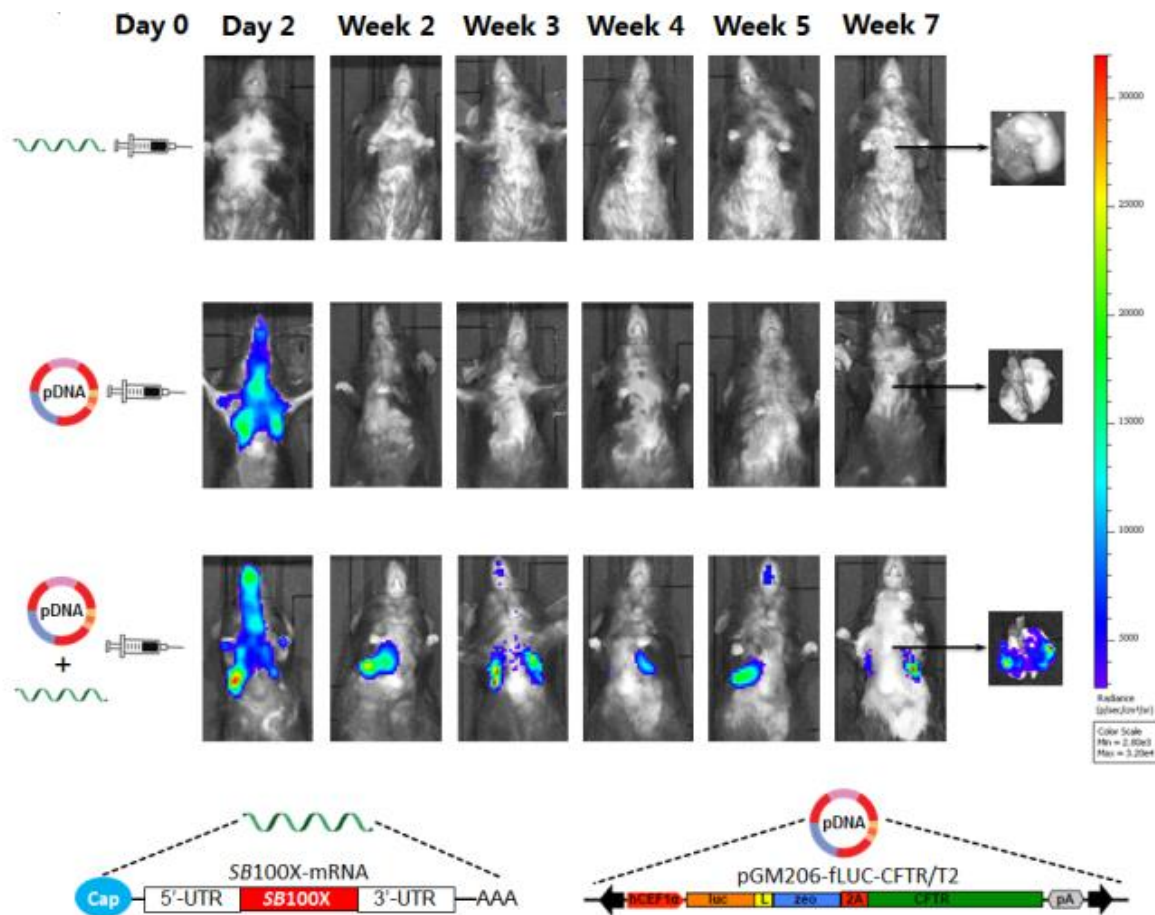 Day 0 Day 2 Week 2 Week 3 Week 4 Week 5 Week 7
30000
25000
20000
15000
pDNA
10000
pDNA
+
5000
Radiance
(p/sec/cm²/sr)
Color Scale
Min = 2.80e3
Max = 3.20e4
pDNA
SB100X-mRNA
pGM206-fLUC-CFTR/T2
Cap 5'-UTR SB100X 3'-UTR AAA
hCEF1α luc L zeo 2A CFTR pA